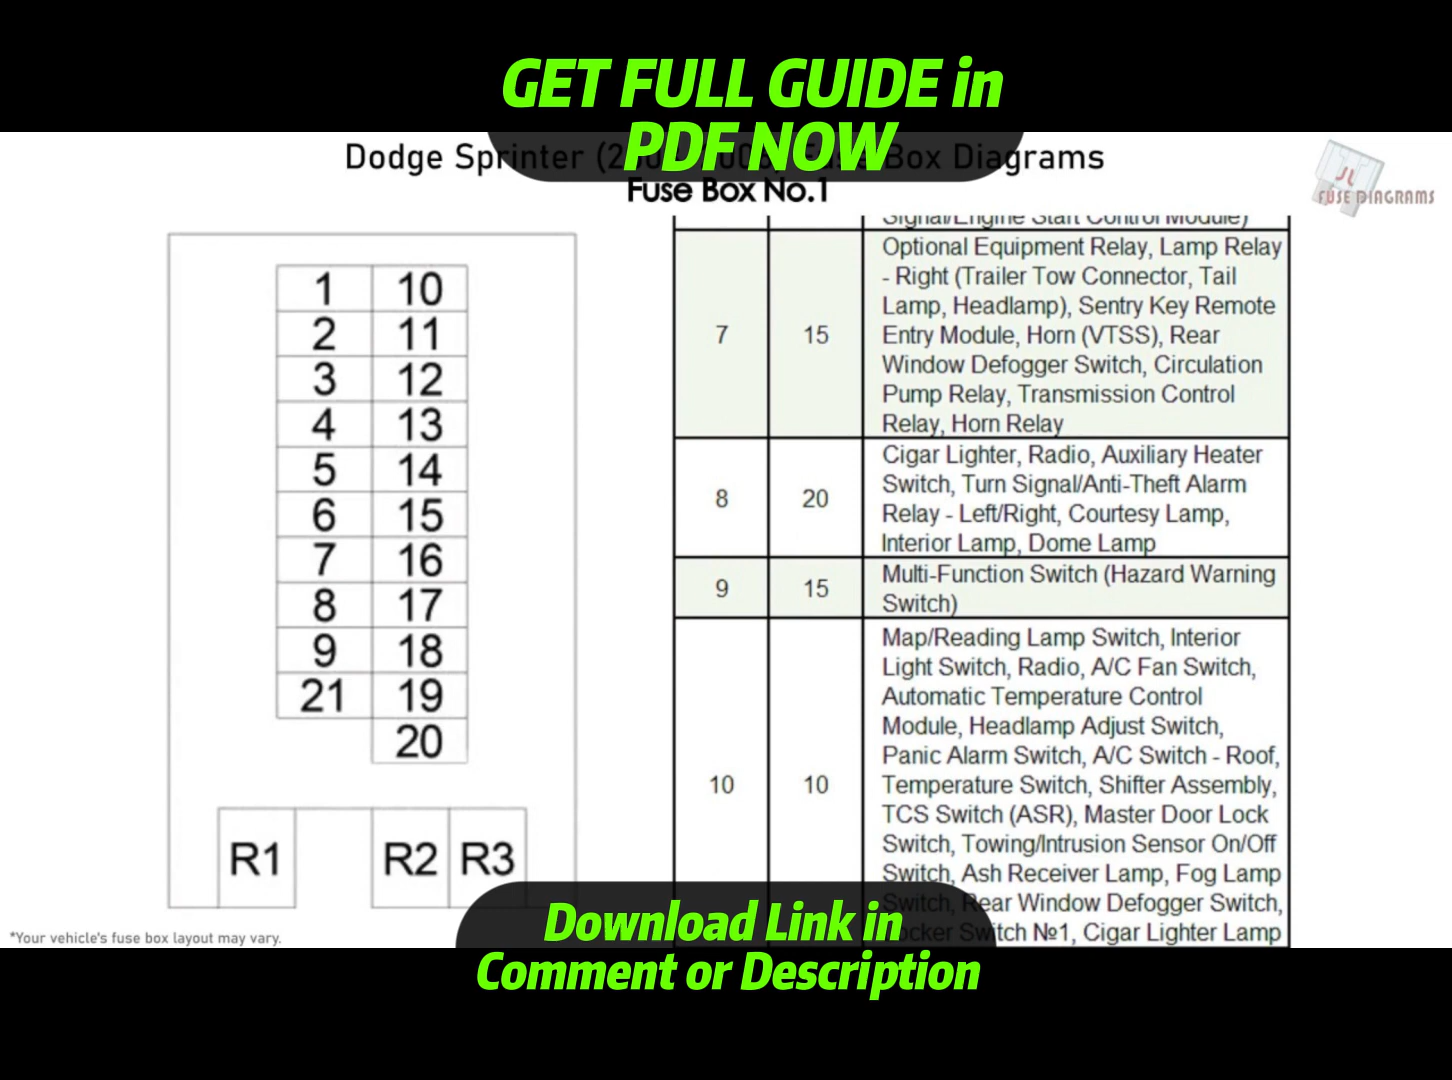 GET FULL GUIDE in
PDF NOW
Dodge Sprinter Box Diagrams
Fuse Box No.1
JL
FUSE DIAGRAMS
1 10
2 11
3 12
4 13
5 14
6 15
7 16
8 17
9 18
21 19
20
R1 R2 R3
*Your vehicle's fuse box layout may vary.
Signal/Engine Start Control Module)
7 15
Optional Equipment Relay, Lamp Relay
- Right (Trailer Tow Connector, Tail
Lamp, Headlamp), Sentry Key Remote
Entry Module, Horn (VTSS), Rear
Window Defogger Switch, Circulation
Pump Relay, Transmission Control
Relay, Horn Relay
8 20
Cigar Lighter, Radio, Auxiliary Heater
Switch, Turn Signal/Anti-Theft Alarm
Relay - Left/Right, Courtesy Lamp,
Interior Lamp, Dome Lamp
9 15
Multi-Function Switch (Hazard Warning
Switch)
10 10
Map/Reading Lamp Switch, Interior
Light Switch, Radio, A/C Fan Switch,
Automatic Temperature Control
Module, Headlamp Adjust Switch,
Panic Alarm Switch, A/C Switch - Roof,
Temperature Switch, Shifter Assembly,
TCS Switch (ASR), Master Door Lock
Switch, Towing/Intrusion Sensor On/Off
Switch, Ash Receiver Lamp, Fog Lamp
Switch, Rear Window Defogger Switch,
Switch №1, Cigar Lighter Lamp
Download Link in
Comment or Description